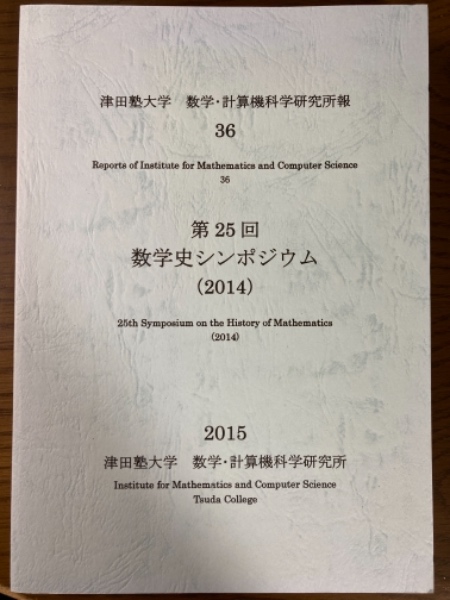 津田塾大学　数学・計算機科学研究所報
36
Reports of Institute for Mathematics and Computer Science
36
第 25 回
数学史シンポジウム
(2014)
25th Symposium on the History of Mathematics
(2014)
2015
津田塾大学　数学・計算機科学研究所
Institute for Mathematics and Computer Science
Tsuda College